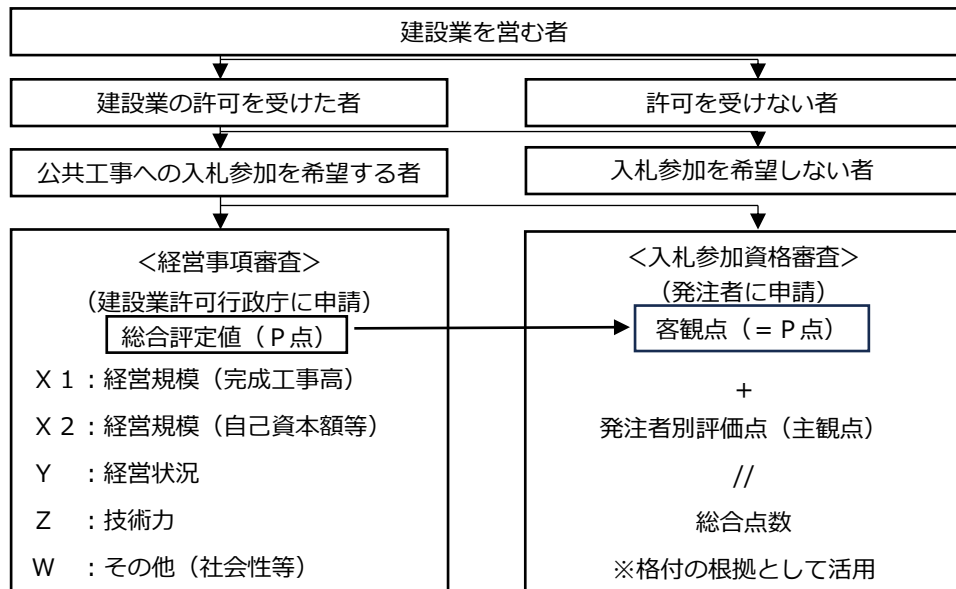 建設業を営む者
建設業の許可を受けた者
許可を受けない者
公共工事への入札参加を希望する者
入札参加を希望しない者
＜経営事項審査＞
（建設業許可行政庁に申請）
総合評定値（Ｐ点）
Ｘ１：経営規模（完成工事高）
Ｘ２：経営規模（自己資本額等）
Ｙ　：経営状況
Ｚ　：技術力
Ｗ　：その他（社会性等）
＜入札参加資格審査＞
（発注者に申請）
客観点（＝Ｐ点）
＋
発注者別評価点（主観点）
//
総合点数
※格付の根拠として活用